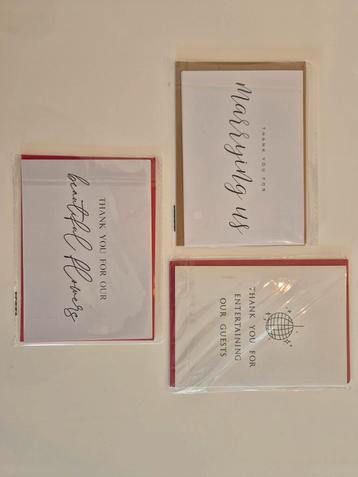 THANK YOU FOR
marrying us
THANK YOU FOR OUR
beautiful flowers
THANK YOU FOR
ENTERTAINING
OUR GUESTS